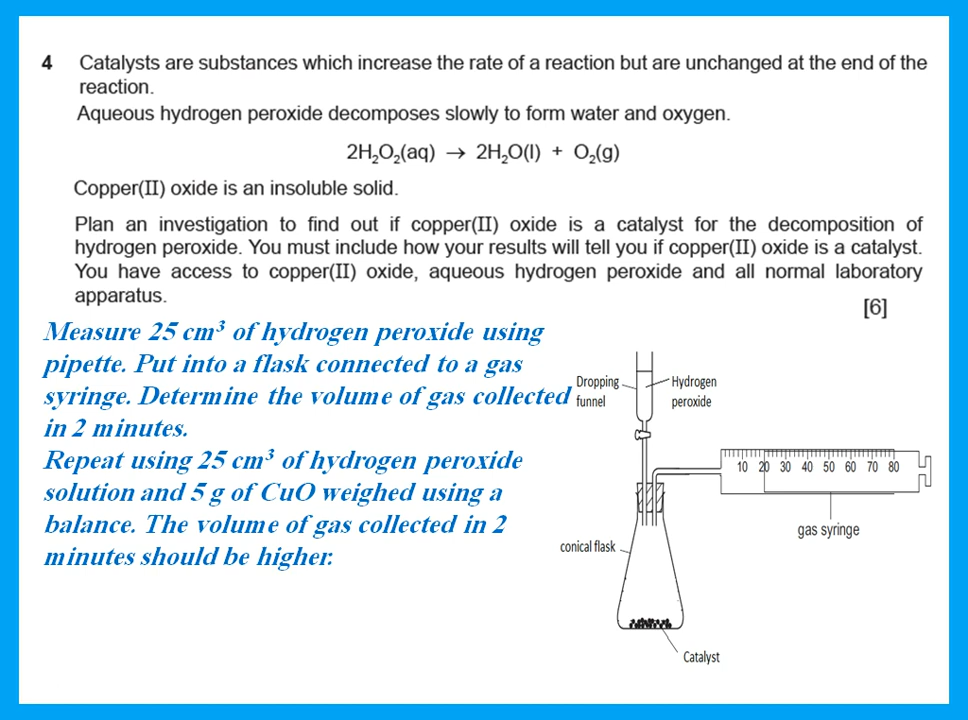 4 Catalysts are substances which increase the rate of a reaction but are unchanged at the end of the
reaction.
Aqueous hydrogen peroxide decomposes slowly to form water and oxygen.
2H₂O₂(aq) → 2H₂O(l) + O₂(g)
Copper(II) oxide is an insoluble solid.
Plan an investigation to find out if copper(II) oxide is a catalyst for the decomposition of
hydrogen peroxide. You must include how your results will tell you if copper(II) oxide is a catalyst.
You have access to copper(II) oxide, aqueous hydrogen peroxide and all normal laboratory
apparatus.
[6]
Measure 25 cm³ of hydrogen peroxide using
pipette. Put into a flask connected to a gas
syringe. Determine the volume of gas collected
in 2 minutes.
Repeat using 25 cm³ of hydrogen peroxide
solution and 5 g of CuO weighed using a
balance. The volume of gas collected in 2
minutes should be higher.
Dropping
funnel
Hydrogen
peroxide
10 20 30 40 50 60 70 80
gas syringe
conical flask
Catalyst